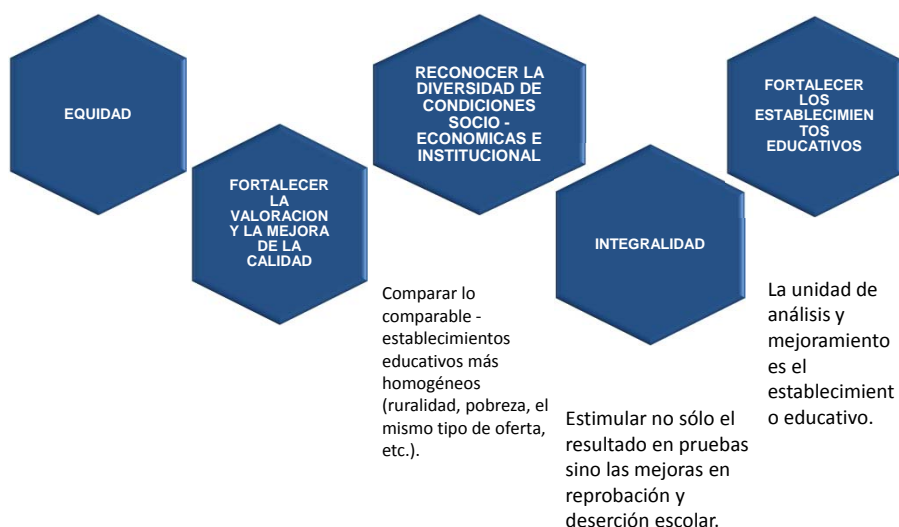 EQUIDAD
FORTALECER
LA
VALORACION
Y LA MEJORA
DE LA
CALIDAD
RECONOCER LA
DIVERSIDAD DE
CONDICIONES
SOCIO -
ECONOMICAS E
INSTITUCIONAL
Comparar lo
comparable -
establecimientos
educativos más
homogéneos
(ruralidad, pobreza, el
mismo tipo de oferta,
etc.).
INTEGRALIDAD
Estimular no sólo el
resultado en pruebas
sino las mejoras en
reprobación y
deserción escolar.
FORTALECER
LOS
ESTABLECIMIEN
TOS
EDUCATIVOS
La unidad de
análisis y
mejoramiento
es el
establecimient
o educativo.